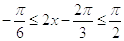 -π/6 ≤ 2x - 2π/3 ≤ π/2